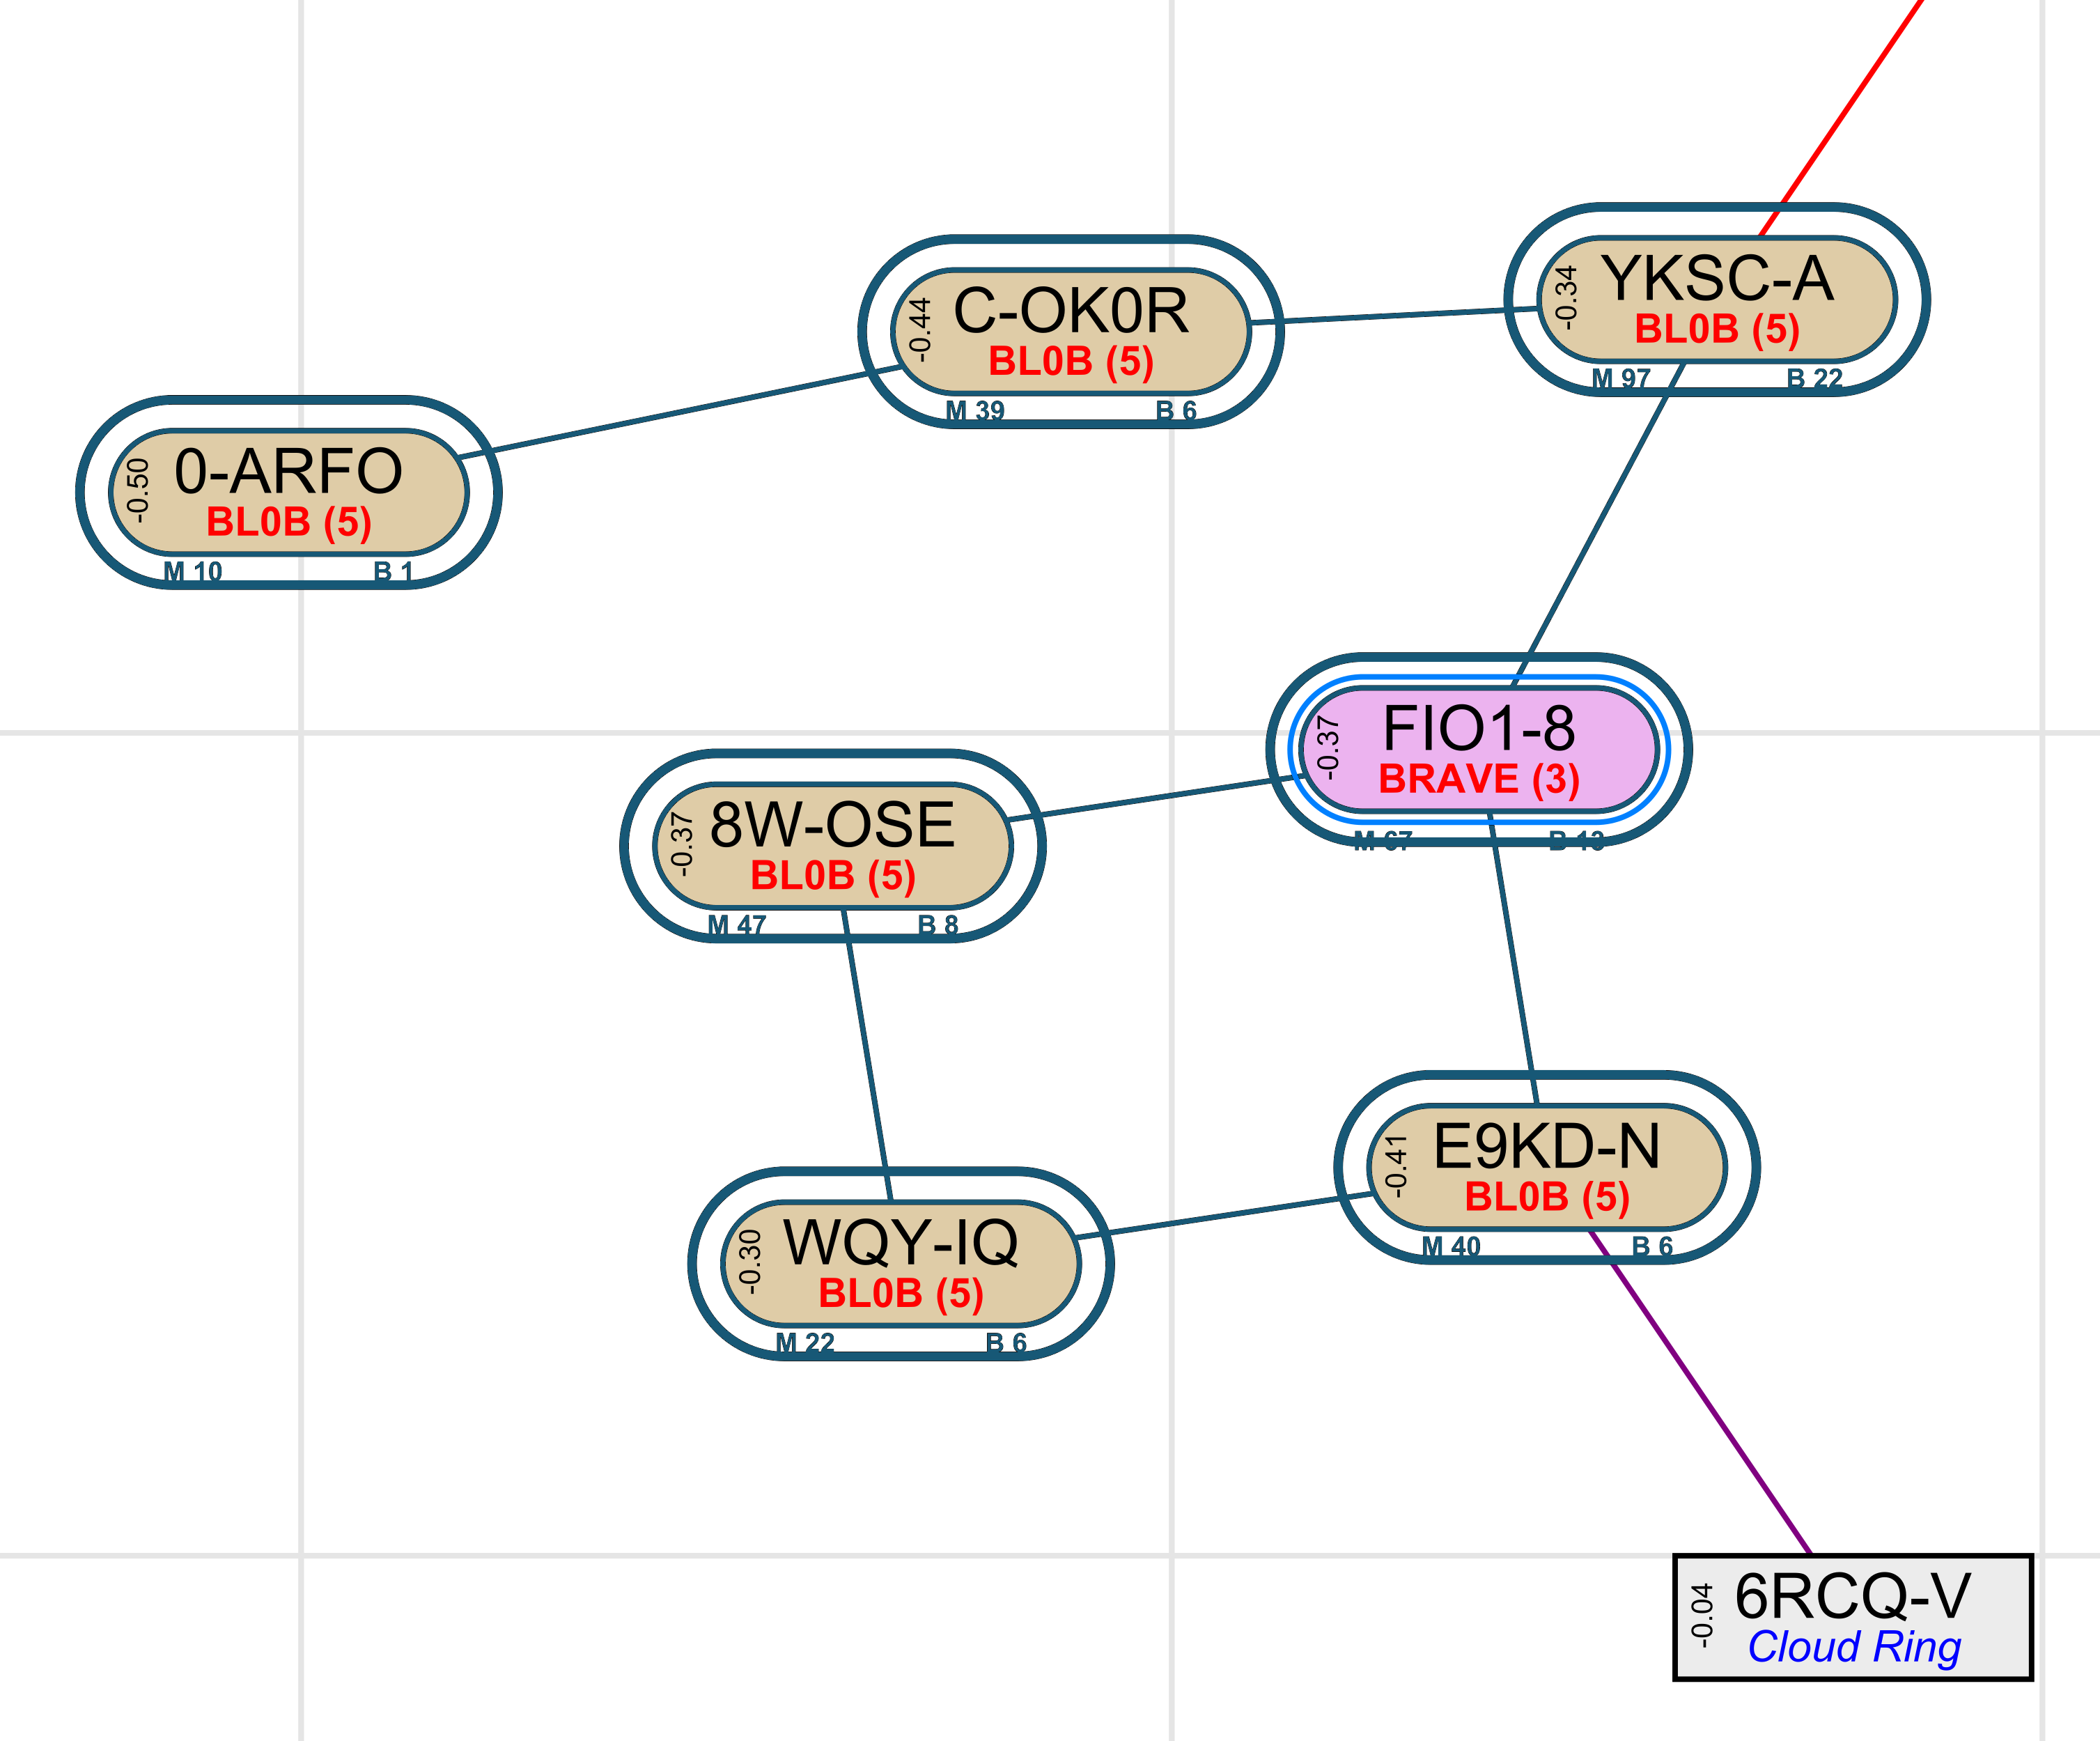 YKSC-A
-0.34
BL0B (5)
M 97 B 22
C-OK0R
-0.44
BL0B (5)
M 39 B 6
0-ARFO
-0.50
BL0B (5)
M 10 B 1
FIO1-8
-0.37
BRAVE (3)
M 67 B 13
8W-OSE
-0.37
BL0B (5)
M 47 B 8
E9KD-N
-0.41
BL0B (5)
M 40 B 6
WQY-IQ
-0.30
BL0B (5)
M 22 B 6
6RCQ-V
-0.04
Cloud Ring